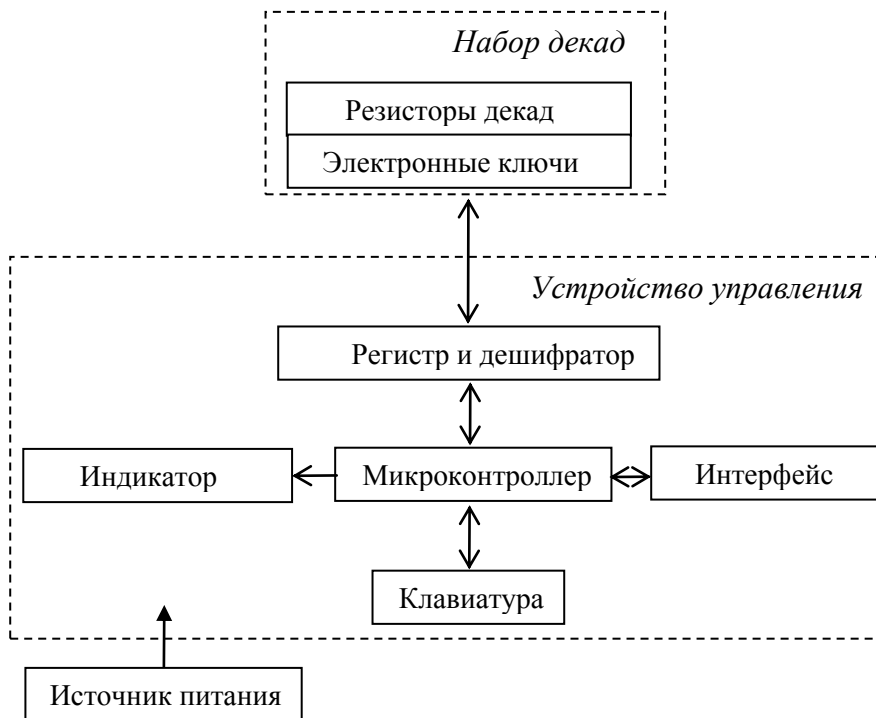 Набор декад
Резисторы декад
Электронные ключи
Устройство управления
Регистр и дешифратор
Индикатор
Микроконтроллер
Интерфейс
Клавиатура
Источник питания